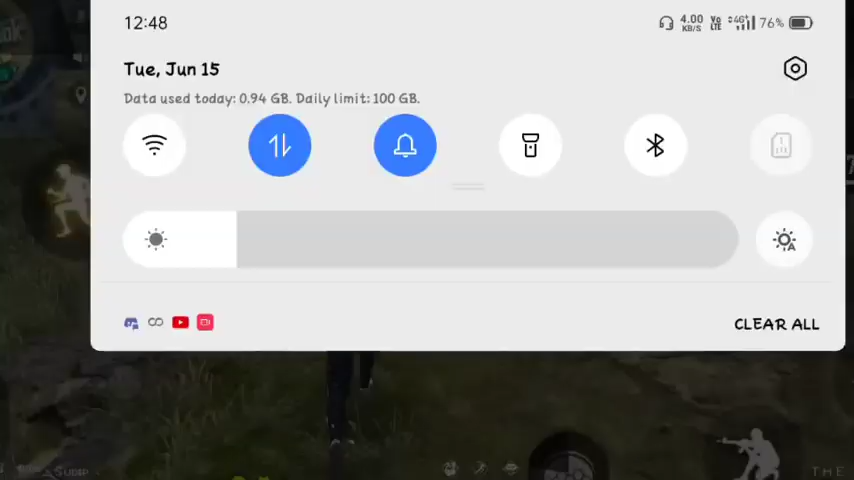 12:48
4.00 KB/S Vo LTE 4G+ 76%
Tue, Jun 15
Data used today: 0.94 GB. Daily limit: 100 GB.
A
CLEAR ALL
THE